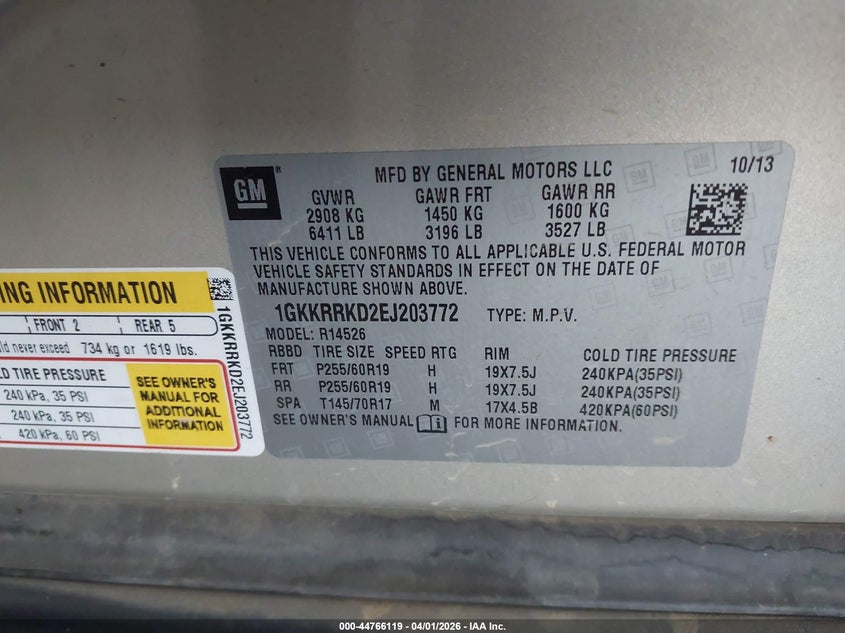 GM
MFD BY GENERAL MOTORS LLC 10/13
GVWR GAWR FRT GAWR RR
2908 KG 1450 KG 1600 KG
6411 LB 3196 LB 3527 LB
THIS VEHICLE CONFORMS TO ALL APPLICABLE U.S. FEDERAL MOTOR
VEHICLE SAFETY STANDARDS IN EFFECT ON THE DATE OF
MANUFACTURE SHOWN ABOVE.
1GKKRRKD2EJ203772 TYPE: M.P.V.
MODEL: R14526
RBBD TIRE SIZE SPEED RTG RIM COLD TIRE PRESSURE
FRT P255/60R19 H 19X7.5J 240KPA(35PSI)
RR P255/60R19 H 19X7.5J 240KPA(35PSI)
SPA T145/70R17 M 17X4.5B 420KPA(60PSI)
SEE OWNER'S MANUAL FOR MORE INFORMATION.
ING INFORMATION
FRONT 2 REAR 5
ld never exceed 734 kg or 1619 lbs.
LD TIRE PRESSURE
240 kPa, 35 PSI
240 kPa, 35 PSI
420 kPa, 60 PSI
SEE OWNER'S
MANUAL FOR
ADDITIONAL
INFORMATION
1GKKRRKD2EJ203772
000-44766119 - 04/01/2026 - IAA Inc.